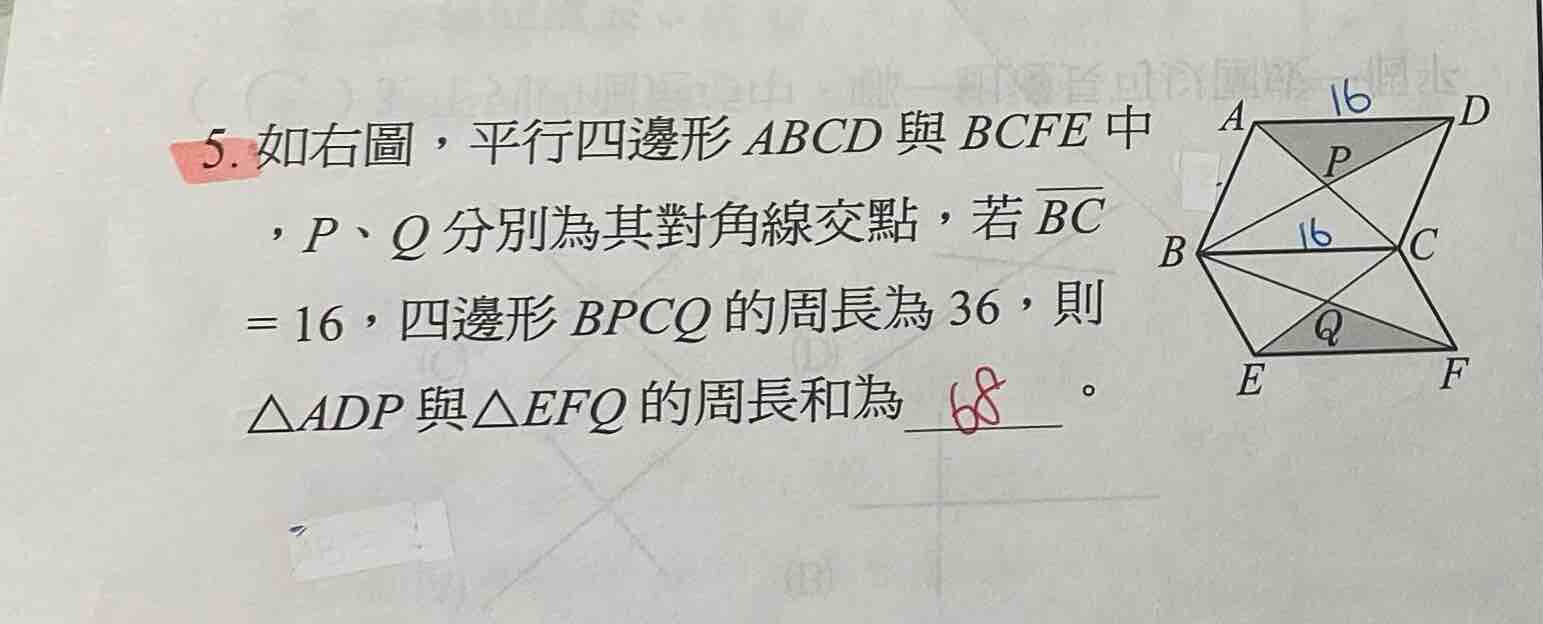 5. 如右圖，平行四邊形 ABCD 與 BCFE 中
，P、Q 分別為其對角線交點，若 BC
= 16，四邊形 BPCQ 的周長為 36，則
△ADP 與△EFQ 的周長和為 68 。
A 16 D
P
B 16 C
Q
E F
(D)
(B)